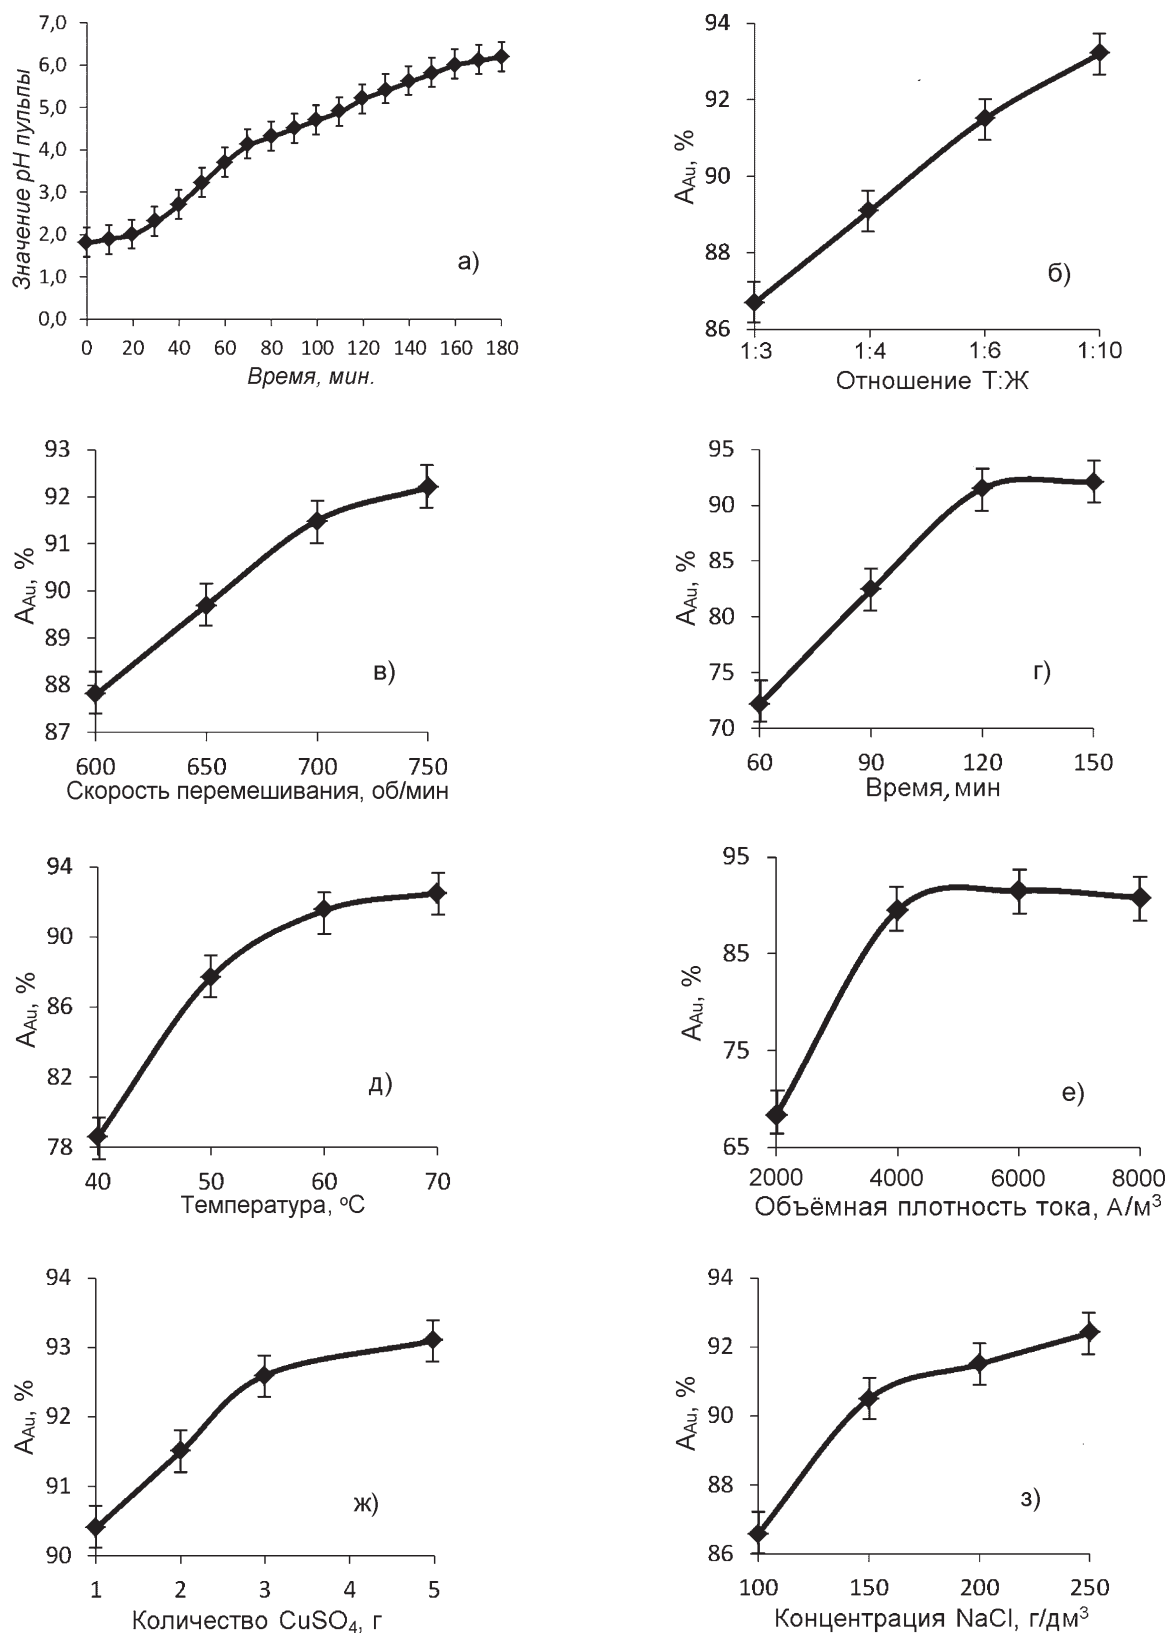 7,0
6,0
5,0
4,0
3,0
2,0
1,0
0,0
Значение pH пульпы
0 20 40 60 80 100 120 140 160 180
Время, мин.
а)
94
92
90
88
86
A_Au, %
1:3 1:4 1:6 1:10
Отношение Т:Ж
б)
93
92
91
90
89
88
87
A_Au, %
600 650 700 750
Скорость перемешивания, об/мин
в)
95
90
85
80
75
70
A_Au, %
60 90 120 150
Время, мин
г)
94
90
86
82
78
A_Au, %
40 50 60 70
Температура, °С
д)
95
85
75
65
A_Au, %
2000 4000 6000 8000
Объёмная плотность тока, А/м³
е)
94
93
92
91
90
A_Au, %
1 2 3 4 5
Количество CuSO₄, г
ж)
94
92
90
88
86
A_Au, %
100 150 200 250
Концентрация NaCl, г/дм³
з)